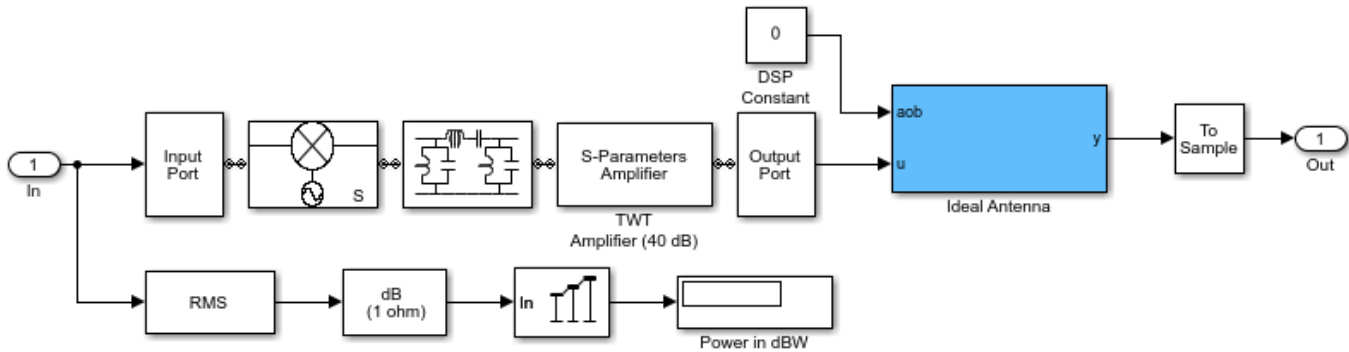 0
DSP
Constant
1
In
Input
Port
S
S-Parameters
Amplifier
TWT
Amplifier (40 dB)
Output
Port
aob
u
y
Ideal Antenna
To
Sample
1
Out
RMS
dB
(1 ohm)
In
Power in dBW